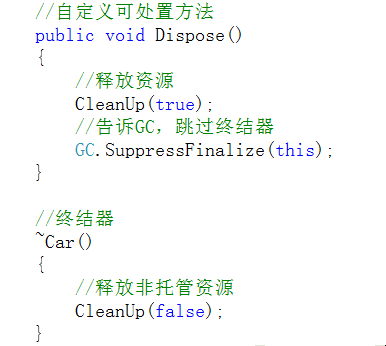 //自定义可处置方法
public void Dispose()
{
//释放资源
CleanUp(true);
//告诉GC，跳过终结器
GC.SuppressFinalize(this);
}
//终结器
~Car()
{
//释放非托管资源
CleanUp(false);
}